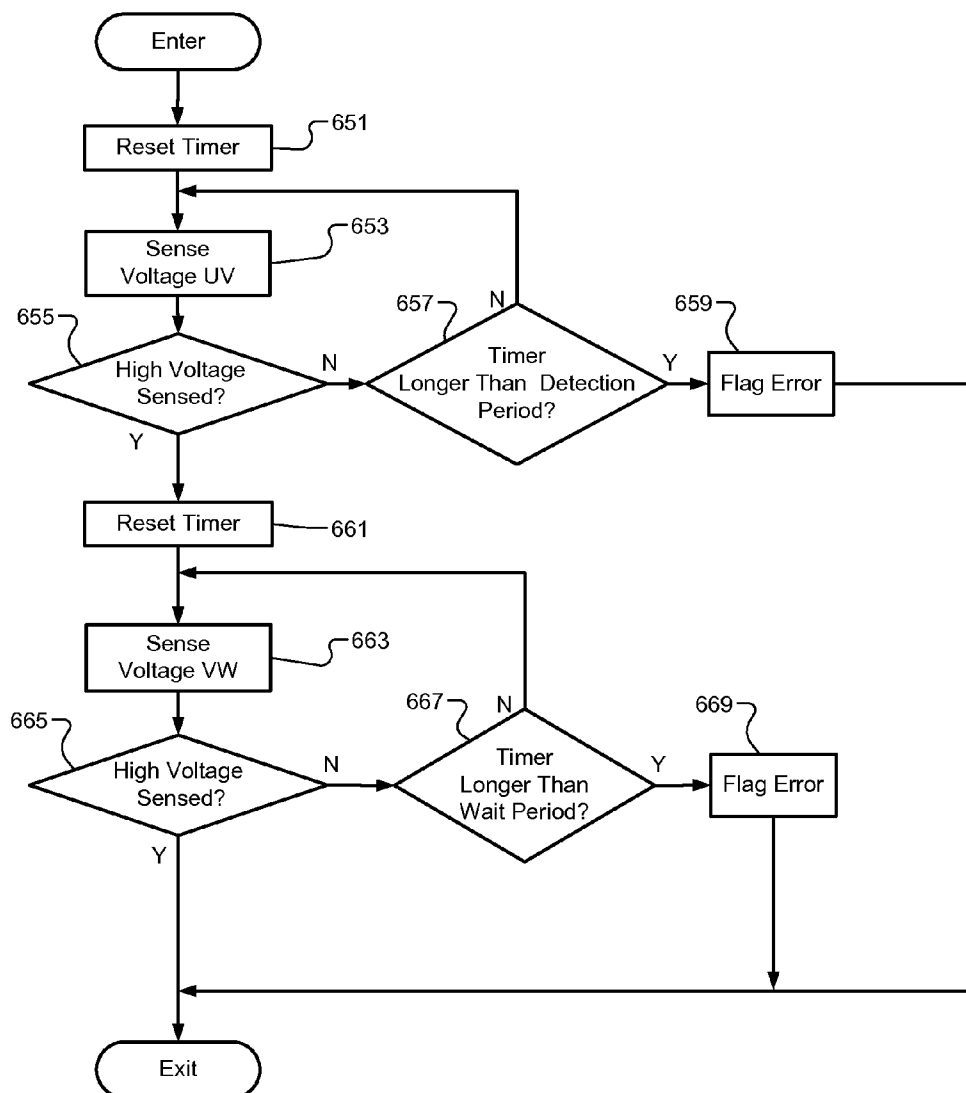 Enter
651
Reset Timer
653
Sense
Voltage UV
N
655
657
659
High Voltage
Sensed?
N
Timer
Longer Than Detection
Period?
Y
Flag Error
Y
Reset Timer
661
Sense
Voltage VW
663
N
665
667
669
High Voltage
Sensed?
N
Timer
Longer Than
Wait Period?
Y
Flag Error
Y
Exit